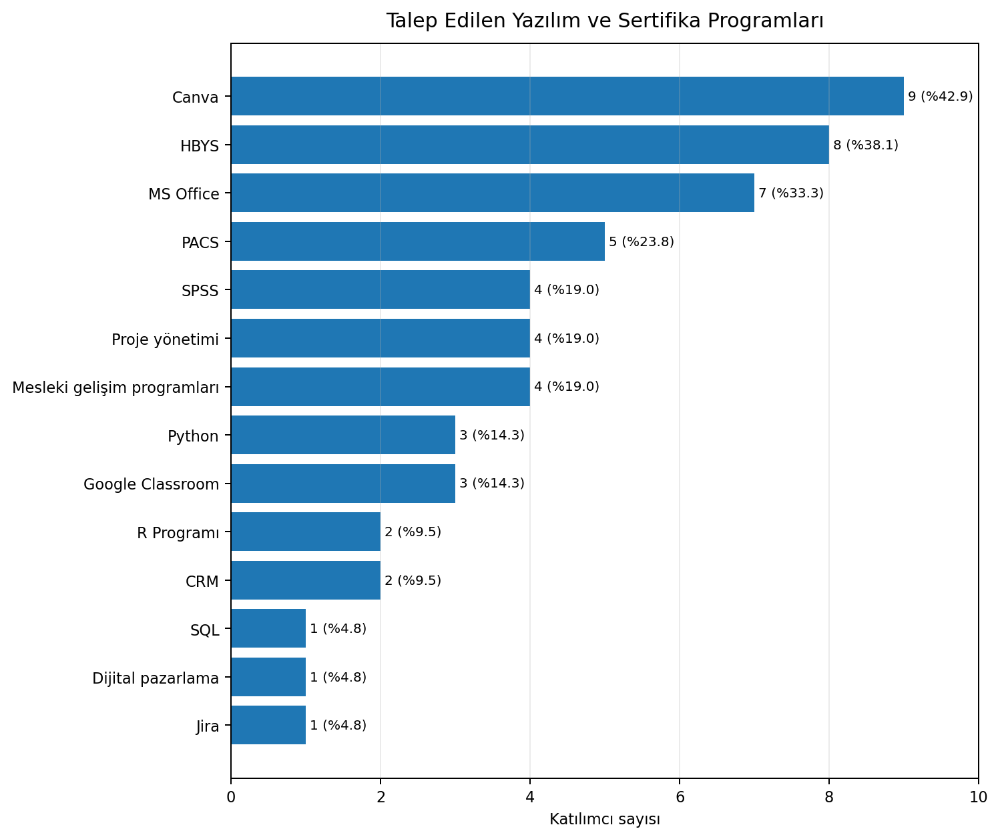 Talep Edilen Yazılım ve Sertifika Programları
Canva 9 (%42.9)
HBYS 8 (%38.1)
MS Office 7 (%33.3)
PACS 5 (%23.8)
SPSS 4 (%19.0)
Proje yönetimi 4 (%19.0)
Mesleki gelişim programları 4 (%19.0)
Python 3 (%14.3)
Google Classroom 3 (%14.3)
R Programı 2 (%9.5)
CRM 2 (%9.5)
SQL 1 (%4.8)
Dijital pazarlama 1 (%4.8)
Jira 1 (%4.8)
0 2 4 6 8 10
Katılımcı sayısı